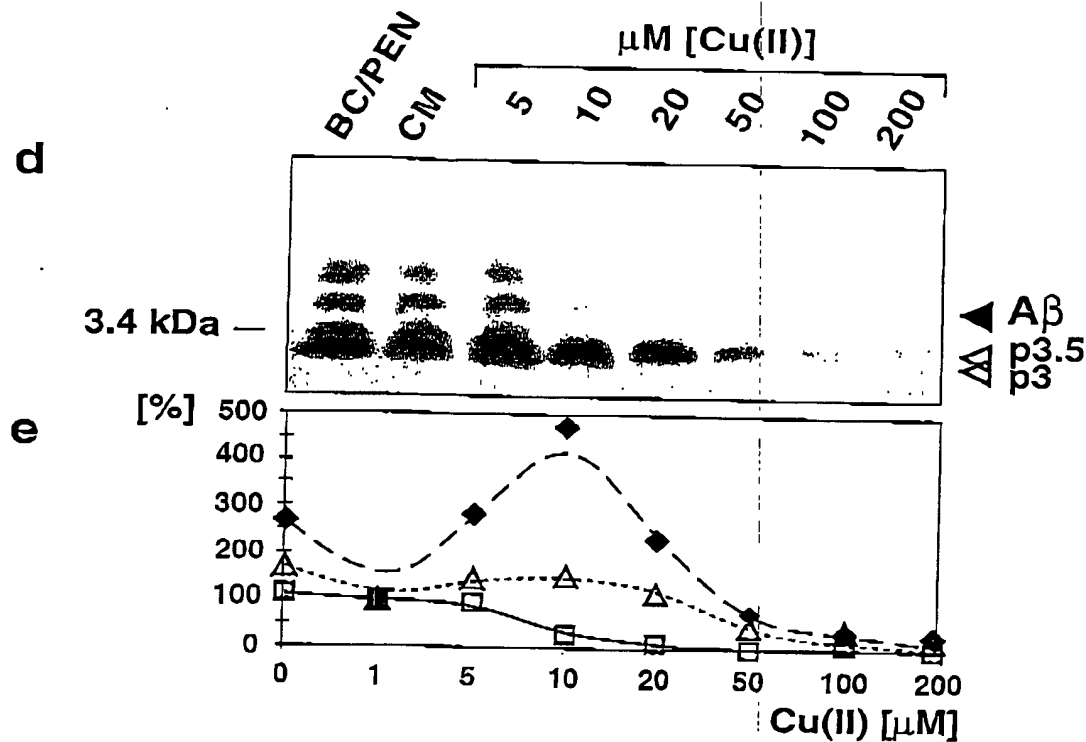 μM [Cu(II)]
BC/PEN CM 5 10 20 50 100 200
d
3.4 kDa
Aβ
p3.5
p3
e
[%]
500
400
300
200
100
0
0 1 5 10 20 50 100 200
Cu(II) [μM]